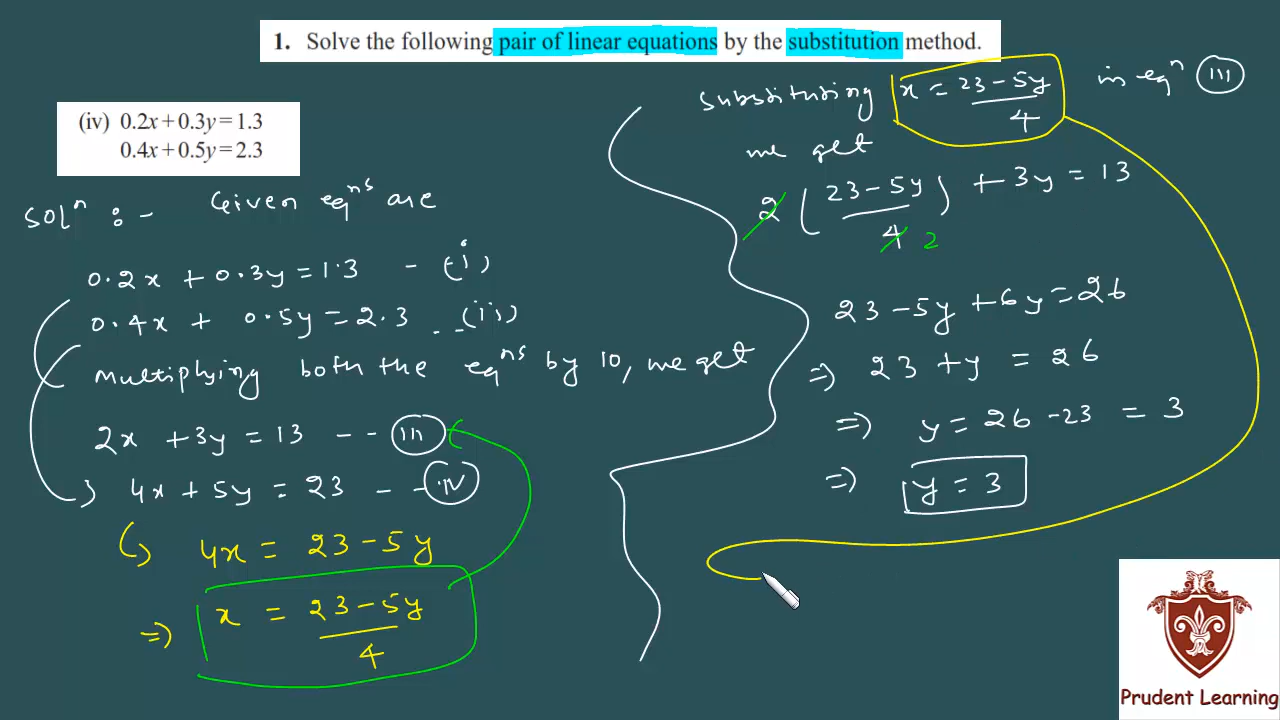 1. Solve the following pair of linear equations by the substitution method.
(iv) 0.2x + 0.3y = 1.3
0.4x + 0.5y = 2.3
Solⁿ :- Given eqⁿˢ are
0.2x + 0.3y = 1.3 - (i)
0.4x + 0.5y = 2.3 - - (ii)
Multiplying both the eqⁿˢ by 10, we get
2x + 3y = 13 - - (III)
4x + 5y = 23 - - (IV)
4x = 23 - 5y
⇒ x = 23 - 5y
4
Substituting x = 23 - 5y in eqⁿ (III)
4
we get
2 ( 23 - 5y ) + 3y = 13
4 2
23 - 5y + 6y = 26
⇒ 23 + y = 26
⇒ y = 26 - 23 = 3
⇒ y = 3
Prudent Learning